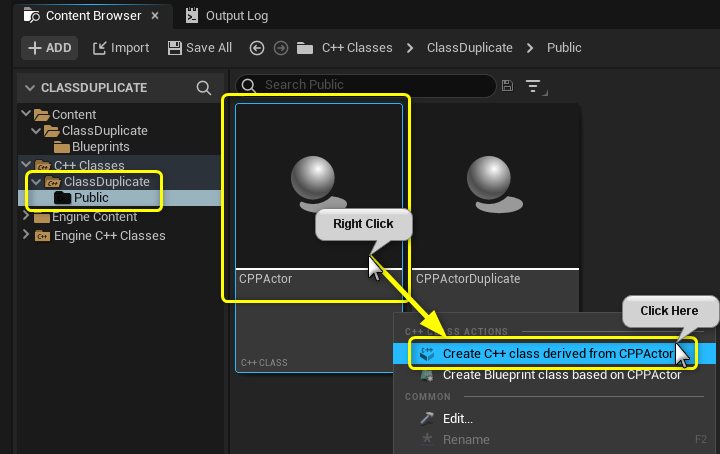 Content Browser
Output Log
+ ADD
Import
Save All
C++ Classes > ClassDuplicate > Public
CLASSDUPLICATE
Search Public
Content
ClassDuplicate
Blueprints
C++ Classes
ClassDuplicate
Public
Engine Content
Engine C++ Classes
Right Click
CPPActor
CPPActorDuplicate
C++ CLASS
Click Here
C++ CLASS ACTIONS
Create C++ class derived from CPPActor
Create Blueprint class based on CPPActor
COMMON
Edit...
Rename F2